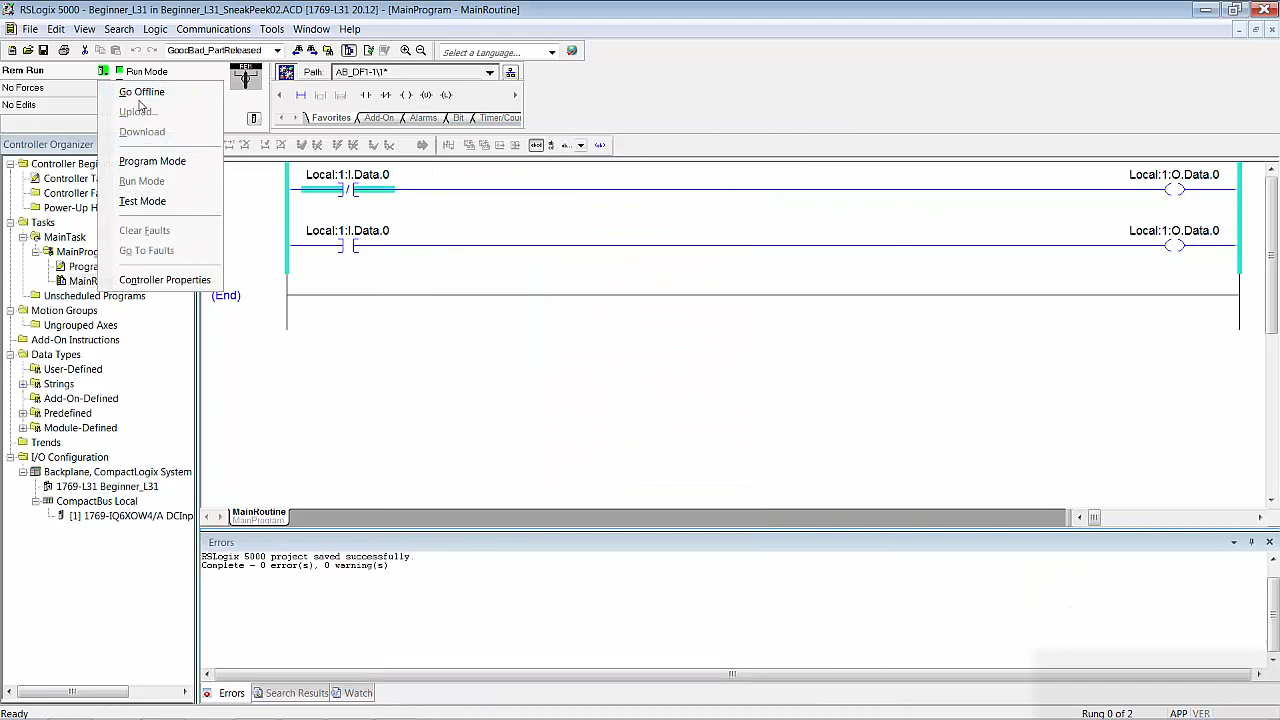 RSLogix 5000 - Beginner_L31 in Beginner_L31_SneakPeek02.ACD [1769-L31 20.12] - [MainProgram - MainRoutine]
File Edit View Search Logic Communications Tools Window Help
GoodBad_PartReleased
Select a Language...
Rem Run
Run Mode
REM
Path: AB_DF1-1\1*
No Forces
No Edits
Favorites Add-On Alarms Bit Timer/Cou
Go Offline
Upload...
Download
Program Mode
Run Mode
Test Mode
Clear Faults
Go To Faults
Controller Properties
Controller Organizer
Controller Beg
Controller T
Controller F
Power-Up H
Tasks
MainTask
MainProg
Progra
MainR
Unscheduled Programs
Motion Groups
Ungrouped Axes
Add-On Instructions
Data Types
User-Defined
Strings
Add-On-Defined
Predefined
Module-Defined
Trends
I/O Configuration
Backplane, CompactLogix System
1769-L31 Beginner_L31
CompactBus Local
[1] 1769-IQ6XOW4/A DCInp
Local:1:I.Data.0 Local:1:O.Data.0
Local:1:I.Data.0 Local:1:O.Data.0
(End)
MainRoutine
MainProgram
Errors
RSLogix 5000 project saved successfully.
Complete - 0 error(s), 0 warning(s)
Errors Search Results Watch
Ready
Rung 0 of 2 APP VER